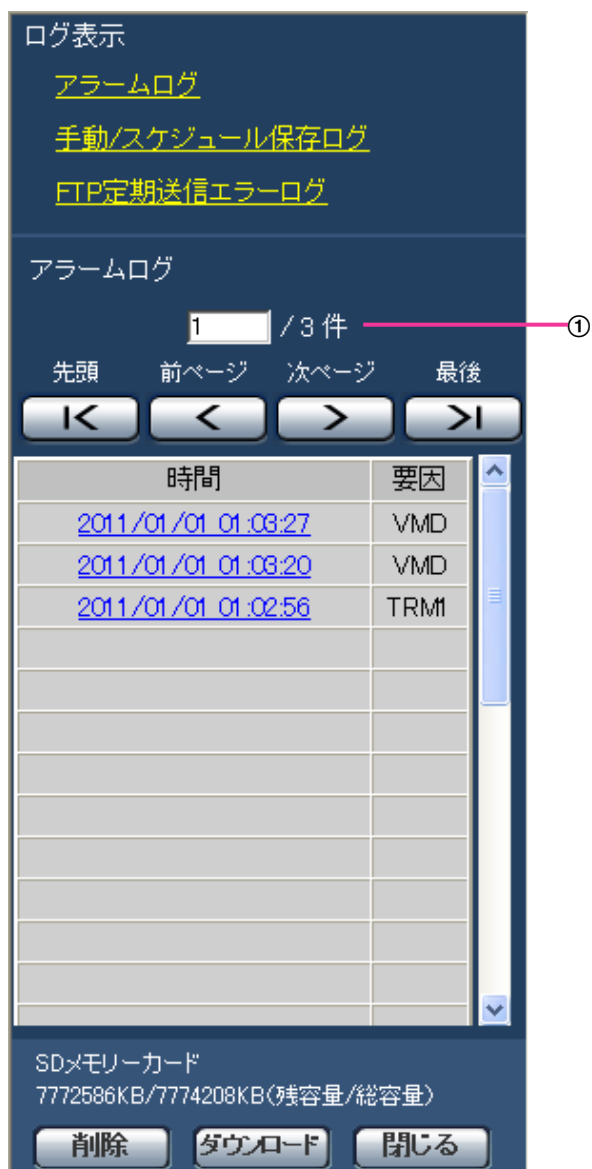 ログ表示
アラームログ
手動/スケジュール保存ログ
FTP定期送信エラーログ
アラームログ
1 /3件 ①
先頭 前ページ 次ページ 最後
時間 要因
2011/01/01 01:03:27 VMD
2011/01/01 01:03:20 VMD
2011/01/01 01:02:56 TRM1
SDメモリーカード
7772586KB/7774208KB(残容量/総容量)
削除 ダウンロード 閉じる